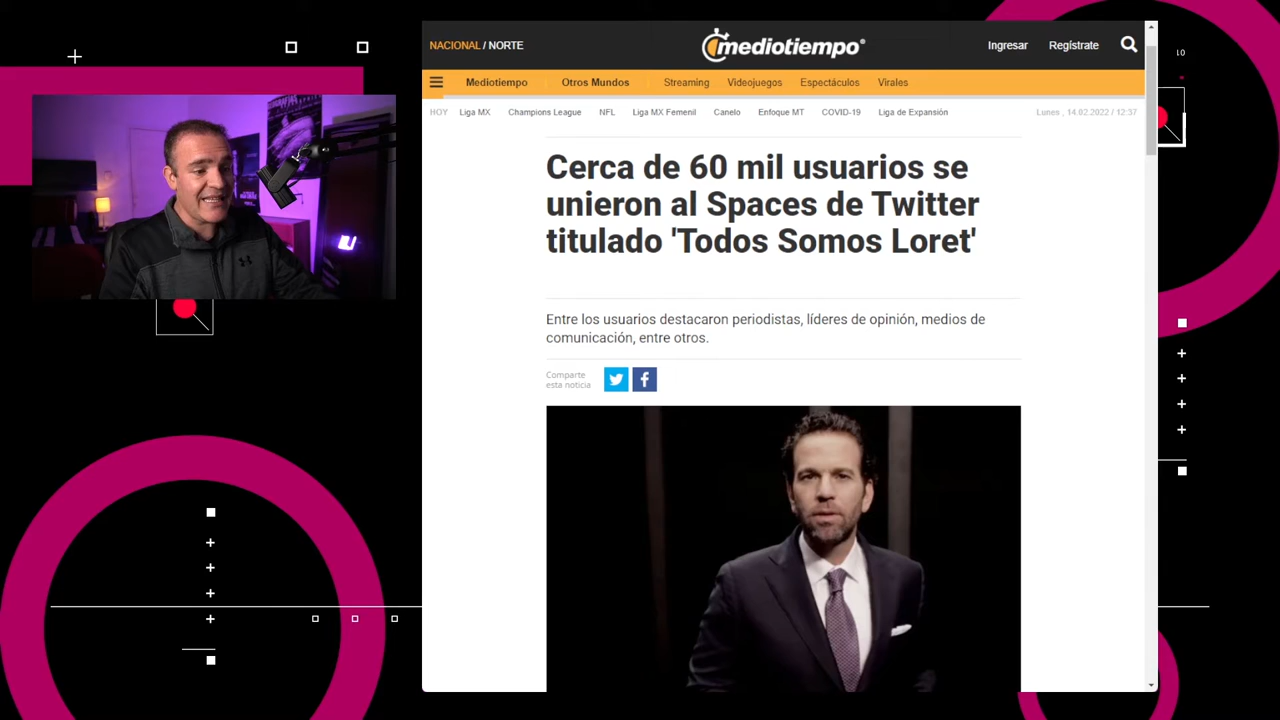 NACIONAL / NORTE
mediotiempo®
Ingresar
Regístrate
Mediotiempo
Otros Mundos
Streaming
Videojuegos
Espectáculos
Virales
HOY
Liga MX
Champions League
NFL
Liga MX Femenil
Canelo
Enfoque MT
COVID-19
Liga de Expansión
Lunes , 14.02.2022 / 12:37
Cerca de 60 mil usuarios se
unieron al Spaces de Twitter
titulado 'Todos Somos Loret'
Entre los usuarios destacaron periodistas, líderes de opinión, medios de
comunicación, entre otros.
Comparte
esta noticia